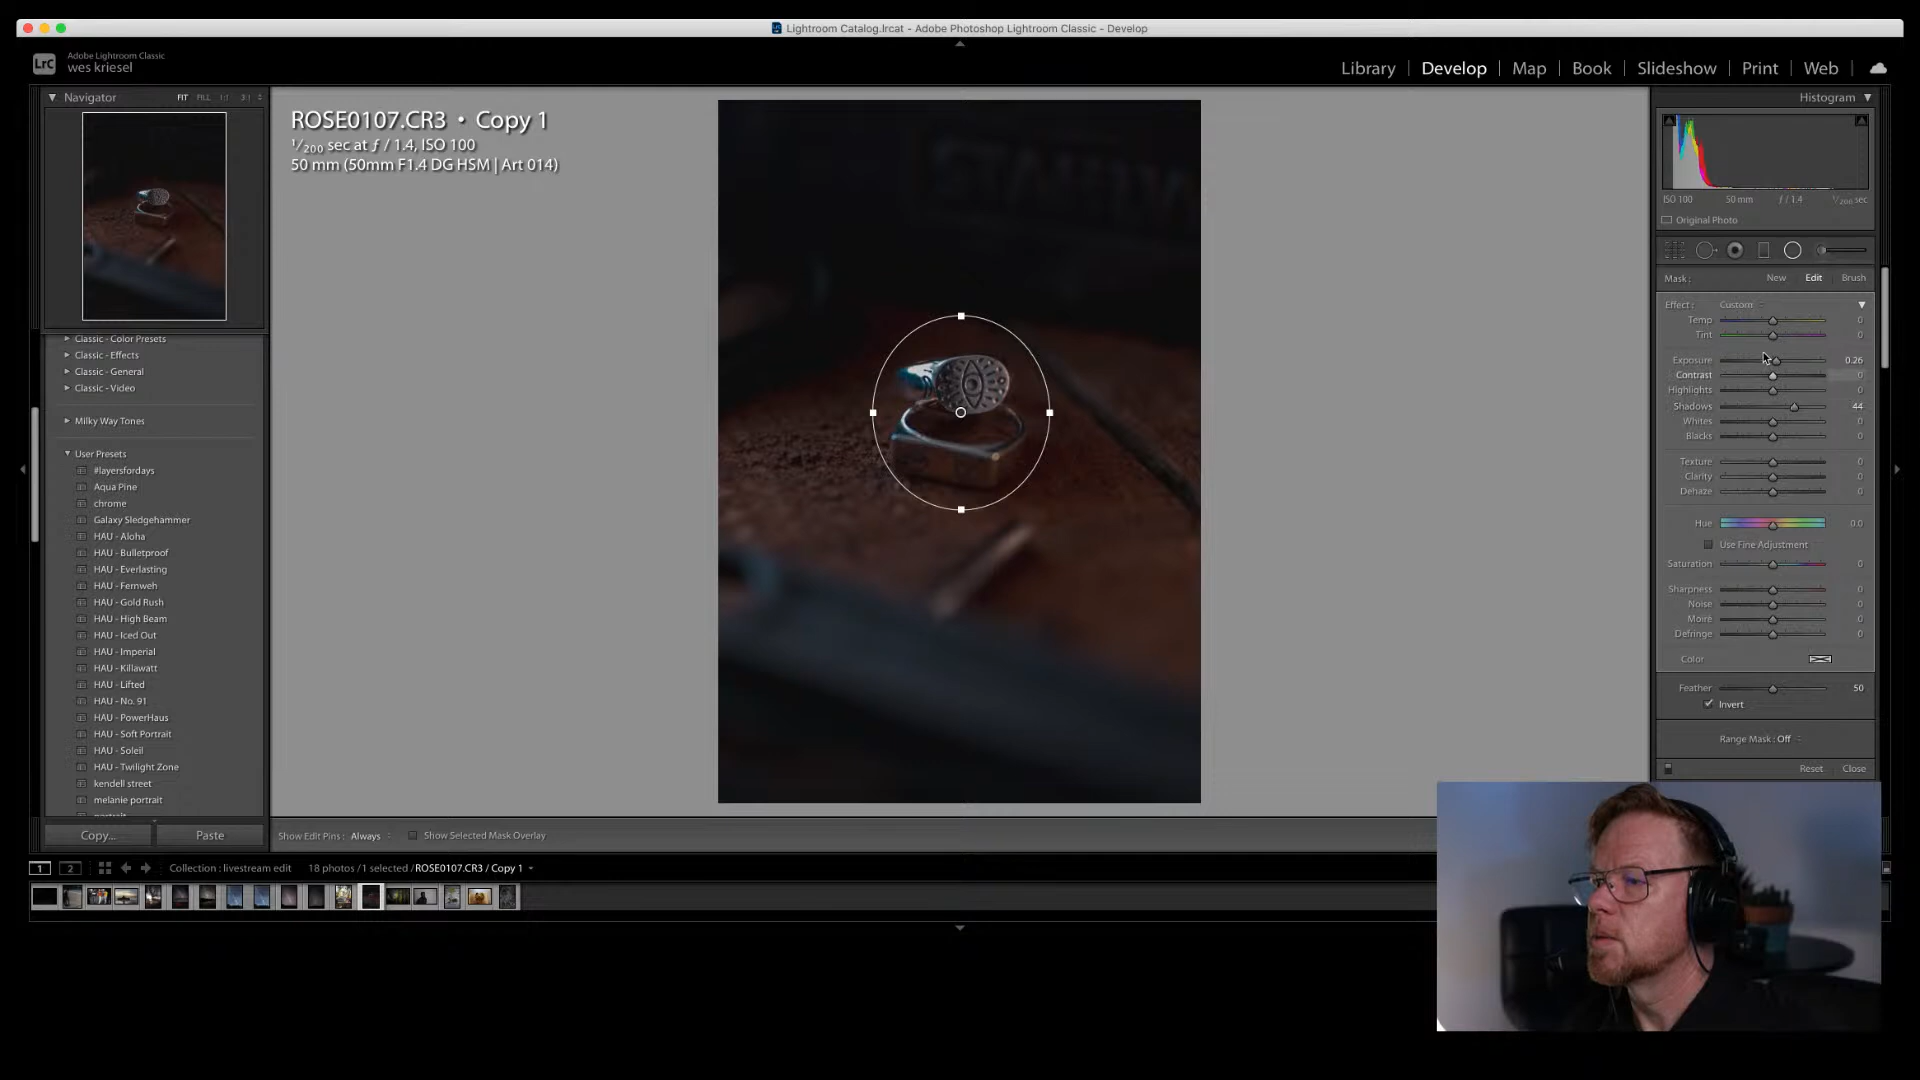 Lightroom Catalog.lrcat - Adobe Photoshop Lightroom Classic - Develop
LrC
Adobe Lightroom Classic
wes kriesel
Library | Develop | Map | Book | Slideshow | Print | Web
Navigator FIT FILL 1:1 3:1
Classic - Color Presets
Classic - Effects
Classic - General
Classic - Video
Milky Way Tones
User Presets
#layersfordays
Aqua Pine
chrome
Galaxy Sledgehammer
HAU - Aloha
HAU - Bulletproof
HAU - Everlasting
HAU - Fernweh
HAU - Gold Rush
HAU - High Beam
HAU - Iced Out
HAU - Imperial
HAU - Killawatt
HAU - Lifted
HAU - No. 91
HAU - PowerHaus
HAU - Soft Portrait
HAU - Soleil
HAU - Twilight Zone
kendell street
melanie portrait
Copy... Paste
ROSE0107.CR3 • Copy 1
1/200 sec at ƒ / 1.4, ISO 100
50 mm (50mm F1.4 DG HSM | Art 014)
Show Edit Pins : Always Show Selected Mask Overlay
1 2 Collection : livestream edit 18 photos / 1 selected / ROSE0107.CR3 / Copy 1
Histogram
ISO 100 50 mm ƒ / 1.4 1/200 sec
Original Photo
Mask : New Edit Brush
Effect : Custom
Temp 0
Tint 0
Exposure 0.26
Contrast 0
Highlights 0
Shadows 44
Whites 0
Blacks 0
Texture 0
Clarity 0
Dehaze 0
Hue 0.0
Use Fine Adjustment
Saturation 0
Sharpness 0
Noise 0
Moiré 0
Defringe 0
Color
Feather 50
Invert
Range Mask : Off
Reset Close